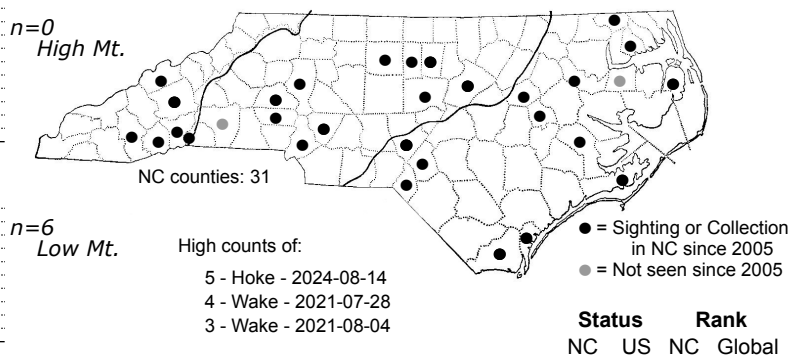 n=0
High Mt.
NC counties: 31
n=6
Low Mt.
High counts of:
5 - Hoke - 2024-08-14
4 - Wake - 2021-07-28
3 - Wake - 2021-08-04
= Sighting or Collection
in NC since 2005
= Not seen since 2005
Status Rank
NC US NC Global